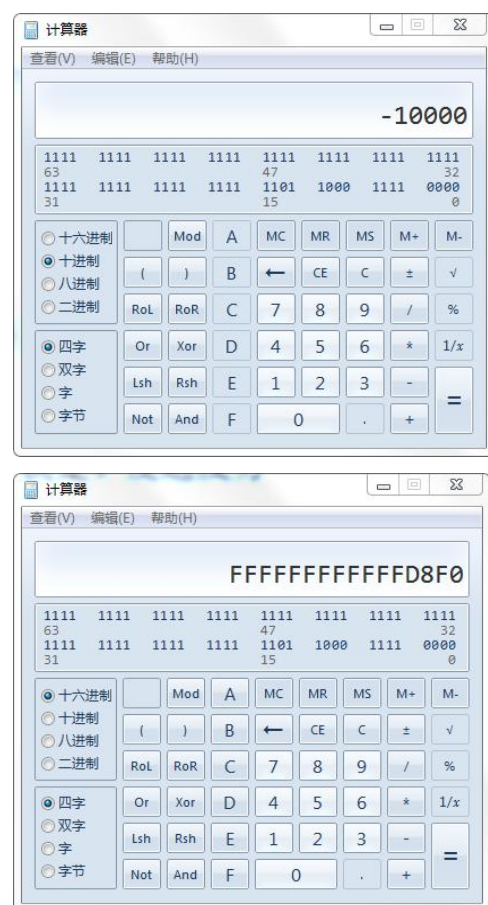 计算器
查看(V) 编辑(E) 帮助(H)
-10000
1111 1111 1111 1111 1111 1111 1111 1111
63 47 32
1111 1111 1111 1111 1101 1000 1111 0000
31 15 0
十六进制 Mod A MC MR MS M+ M-
十进制 ( ) B ← CE C ± √
八进制
二进制 RoL RoR C 7 8 9 / %
四字 Or Xor D 4 5 6 * 1/x
双字
字 Lsh Rsh E 1 2 3 - =
字节 Not And F 0 . +
计算器
查看(V) 编辑(E) 帮助(H)
FFFFFFFFFFFFD8F0
1111 1111 1111 1111 1111 1111 1111 1111
63 47 32
1111 1111 1111 1111 1101 1000 1111 0000
31 15 0
十六进制 Mod A MC MR MS M+ M-
十进制 ( ) B ← CE C ± √
八进制
二进制 RoL RoR C 7 8 9 / %
四字 Or Xor D 4 5 6 * 1/x
双字
字 Lsh Rsh E 1 2 3 - =
字节 Not And F 0 . +